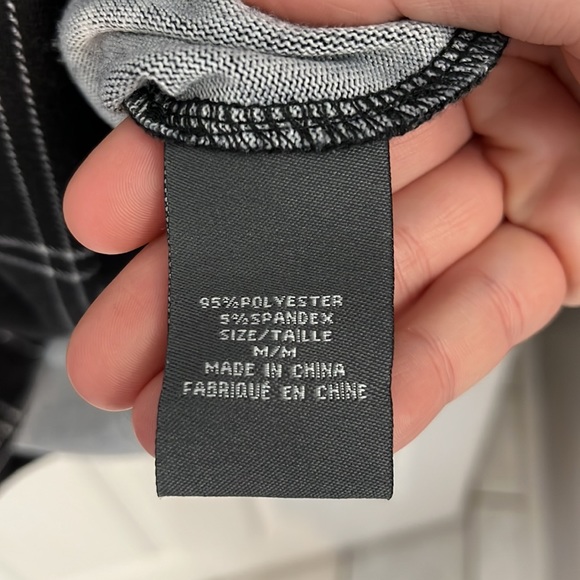 95%POLYESTER
5%SPANDEX
SIZE/TAILLE
M/M
MADE IN CHINA
FABRIQUÉ EN CHINE